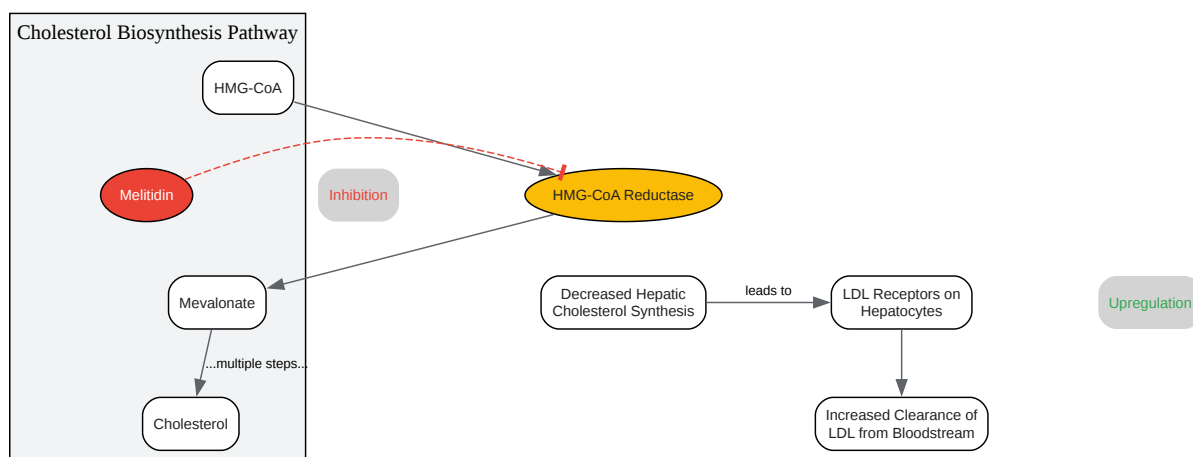 Cholesterol Biosynthesis Pathway
HMG-CoA
Melitidin
Inhibition
HMG-CoA Reductase
Mevalonate
Decreased Hepatic
Cholesterol Synthesis
leads to
LDL Receptors on
Hepatocytes
Upregulation
...multiple steps...
Cholesterol
Increased Clearance of
LDL from Bloodstream